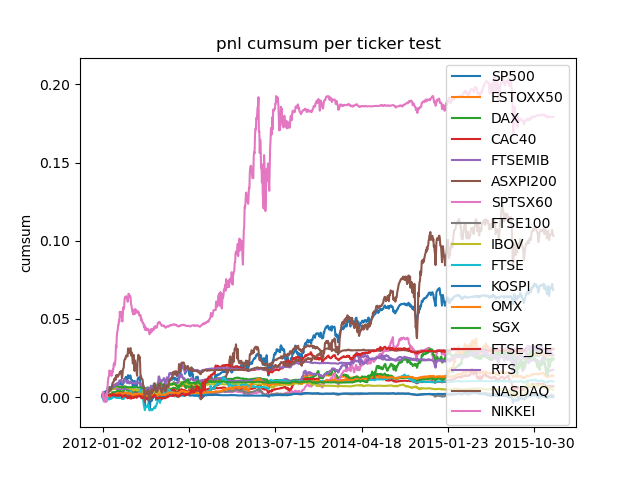 pnl cumsum per ticker test
cumsum
0.20
0.15
0.10
0.05
0.00
2012-01-02 2012-10-08 2013-07-15 2014-04-18 2015-01-23 2015-10-30
SP500
ESTOXX50
DAX
CAC40
FTSEMIB
ASXPI200
SPTSX60
FTSE100
IBOV
FTSE
KOSPI
OMX
SGX
FTSE_JSE
RTS
NASDAQ
NIKKEI